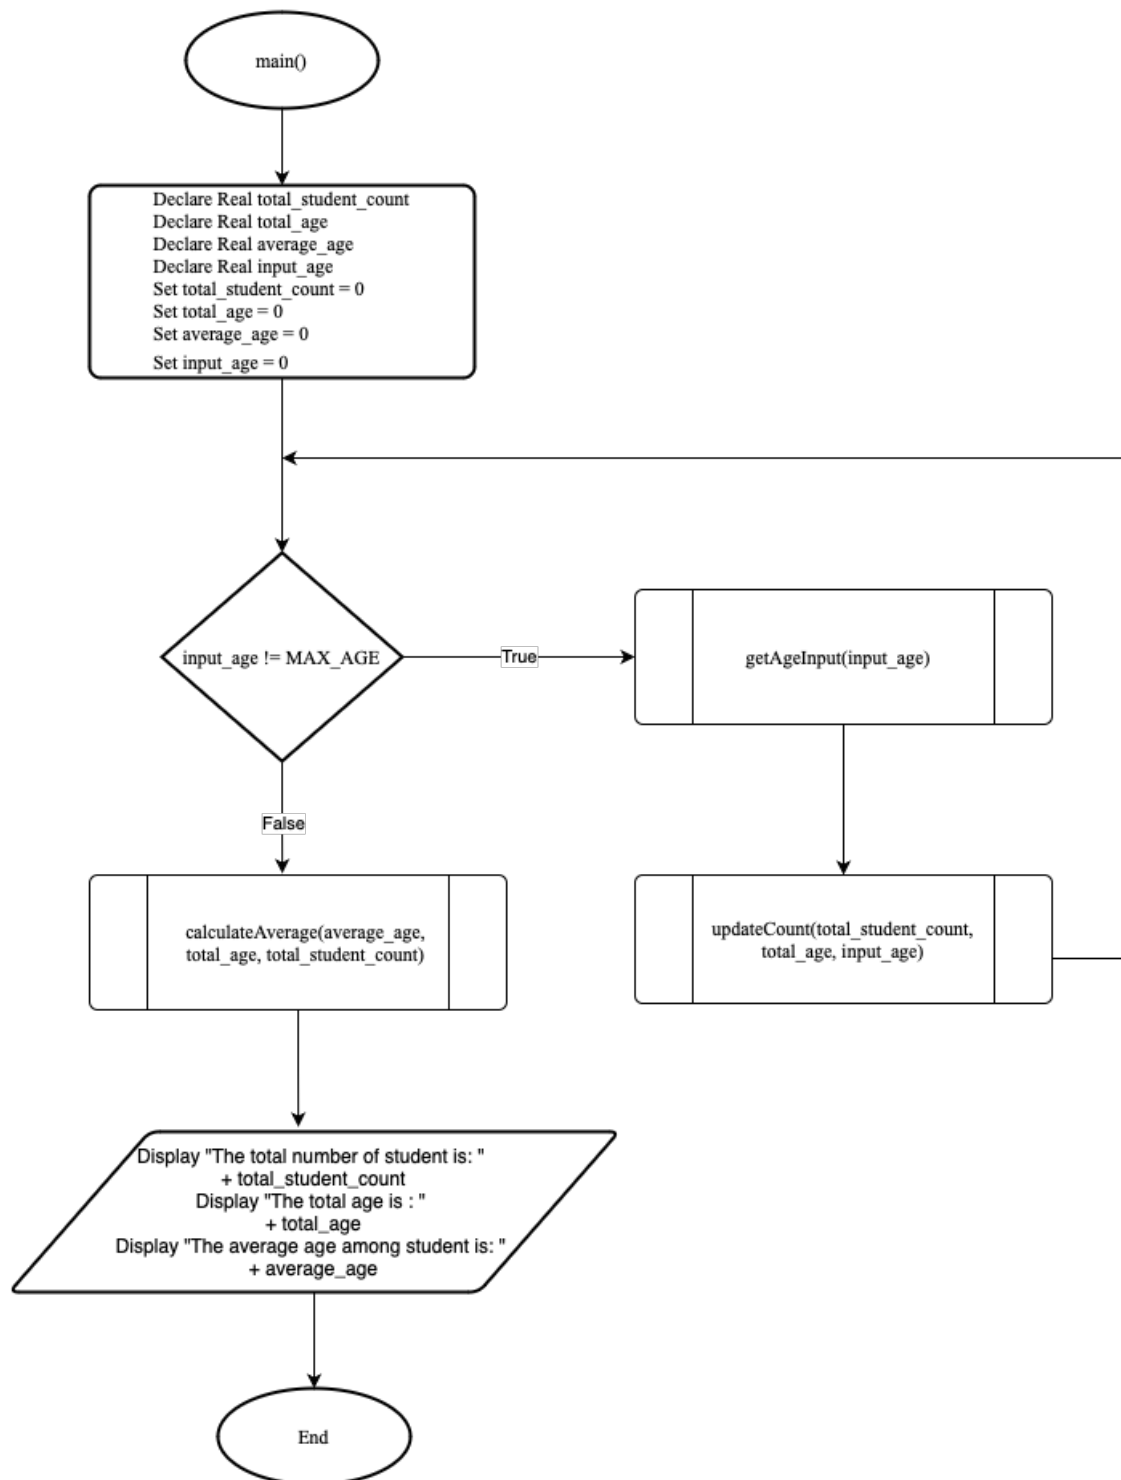 main()
Declare Real total_student_count
Declare Real total_age
Declare Real average_age
Declare Real input_age
Set total_student_count = 0
Set total_age = 0
Set average_age = 0
Set input_age = 0
input_age != MAX_AGE
True
getAgeInput(input_age)
False
calculateAverage(average_age,
total_age, total_student_count)
updateCount(total_student_count,
total_age, input_age)
Display "The total number of student is: "
+ total_student_count
Display "The total age is : "
+ total_age
Display "The average age among student is: "
+ average_age
End